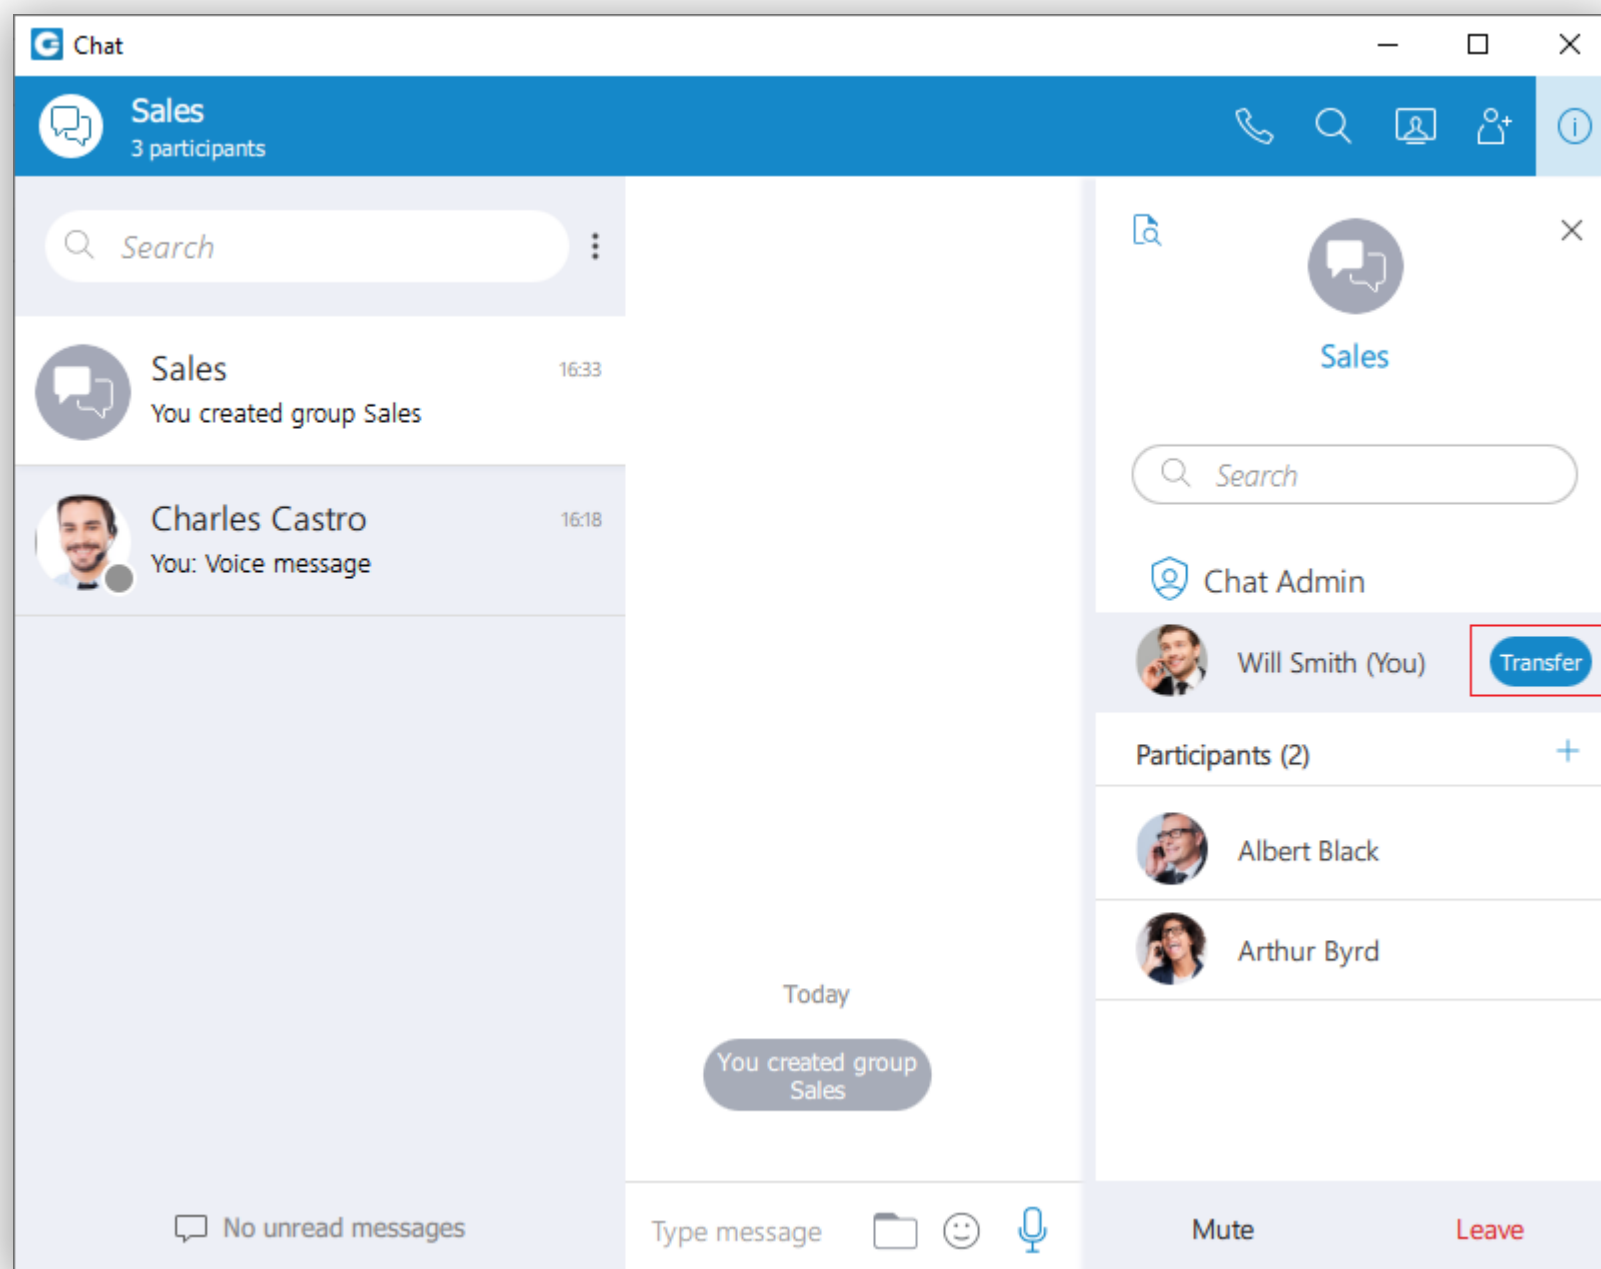 Chat
Sales
3 participants
Search
Sales
16:33
You created group Sales
Charles Castro
16:18
You: Voice message
No unread messages
Today
You created group
Sales
Type message
Sales
Search
Chat Admin
Will Smith (You)
Transfer
Participants (2)
Albert Black
Arthur Byrd
Mute
Leave